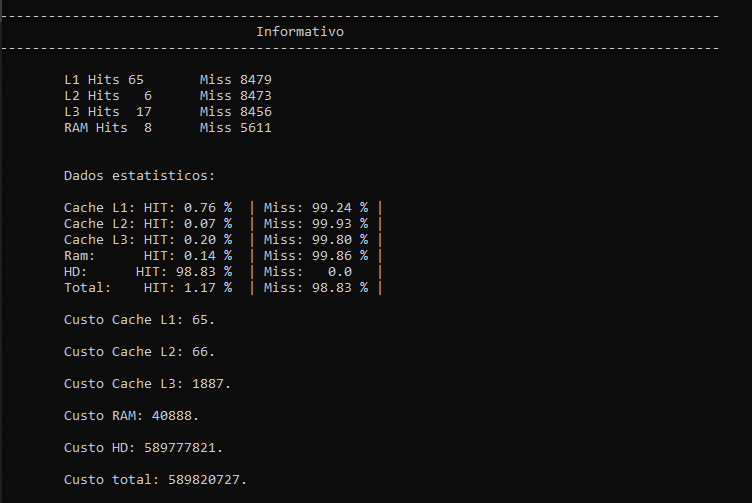 ------------------------------------------------------------------------------------------
Informativo
------------------------------------------------------------------------------------------
L1 Hits 65       Miss 8479
L2 Hits   6      Miss 8473
L3 Hits  17      Miss 8456
RAM Hits  8      Miss 5611
Dados estatisticos:
Cache L1: HIT: 0.76 %  | Miss: 99.24 % |
Cache L2: HIT: 0.07 %  | Miss: 99.93 % |
Cache L3: HIT: 0.20 %  | Miss: 99.80 % |
Ram:      HIT: 0.14 %  | Miss: 99.86 % |
HD:      HIT: 98.83 %  | Miss:   0.0   |
Total:    HIT: 1.17 %  | Miss: 98.83 % |
Custo Cache L1: 65.
Custo Cache L2: 66.
Custo Cache L3: 1887.
Custo RAM: 40888.
Custo HD: 589777821.
Custo total: 589820727.